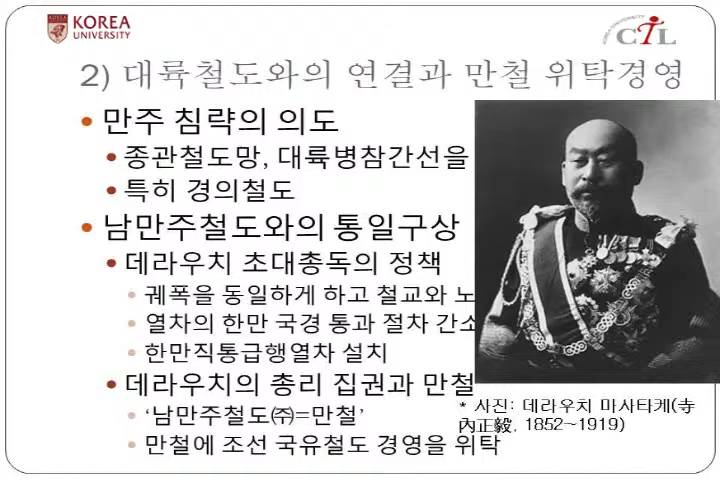 KOREA
UNIVERSITY
CTL
2) 대륙철도와의 연결과 만철 위탁경영
• 만주 침략의 의도
• 종관철도망, 대륙병참간선을
• 특히 경의철도
• 남만주철도와의 통일구상
• 데라우치 초대총독의 정책
• 궤폭을 동일하게 하고 철교와 노
• 열차의 한만 국경 통과 절차 간소
• 한만직통급행열차 설치
• 데라우치의 총리 집권과 만철
• ‘남만주철도㈜=만철’
• 만철에 조선 국유철도 경영을 위탁
* 사진: 데라우치 마사타케(寺
內正毅, 1852~1919)